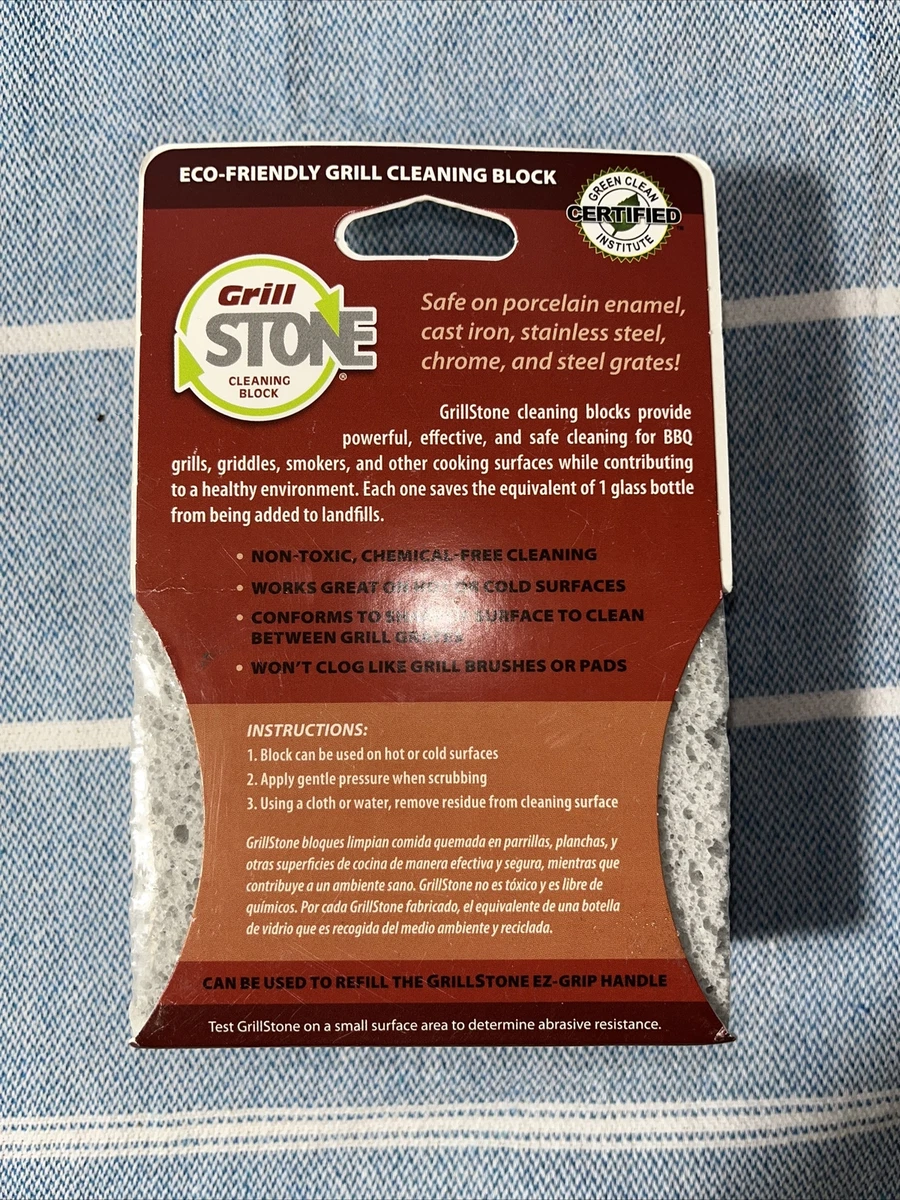 ECO-FRIENDLY GRILL CLEANING BLOCK
GREEN CLEAN
CERTIFIED
INSTITUTE
Grill
STONE
CLEANING
BLOCK
®
Safe on porcelain enamel,
cast iron, stainless steel,
chrome, and steel grates!
GrillStone cleaning blocks provide
powerful, effective, and safe cleaning for BBQ
grills, griddles, smokers, and other cooking surfaces while contributing
to a healthy environment. Each one saves the equivalent of 1 glass bottle
from being added to landfills.
• NON-TOXIC, CHEMICAL-FREE CLEANING
• WORKS GREAT ON HOT OR COLD SURFACES
• CONFORMS TO SURFACE TO CLEAN
BETWEEN GRILL
• WON'T CLOG LIKE GRILL BRUSHES OR PADS
INSTRUCTIONS:
1. Block can be used on hot or cold surfaces
2. Apply gentle pressure when scrubbing
3. Using a cloth or water, remove residue from cleaning surface
GrillStone bloques limpian comida quemada en parrillas, planchas, y
otras superficies de cocina de manera efectiva y segura, mientras que
contribuye a un ambiente sano. GrillStone no es tóxico y es libre de
químicos. Por cada GrillStone fabricado, el equivalente de una botella
de vidrio que es recogida del medio ambiente y reciclada.
CAN BE USED TO REFILL THE GRILLSTONE EZ-GRIP HANDLE
Test GrillStone on a small surface area to determine abrasive resistance.